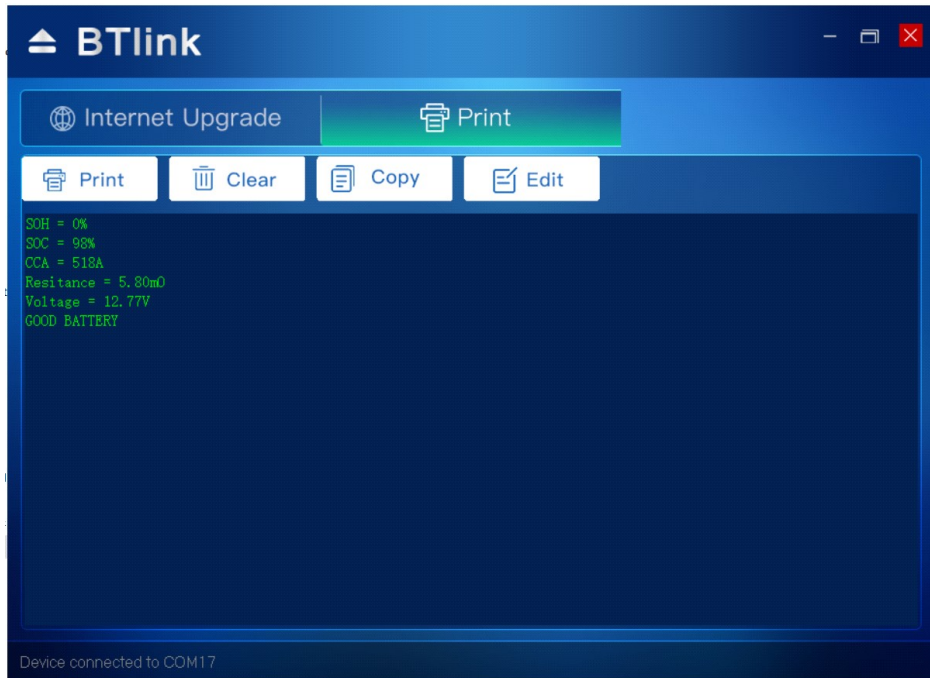 BTlink
Internet Upgrade
Print
Print
Clear
Copy
Edit
SOH = 0%
SOC = 98%
CCA = 518A
Resitance = 5.80mO
Voltage = 12.77V
GOOD BATTERY
Device connected to COM17